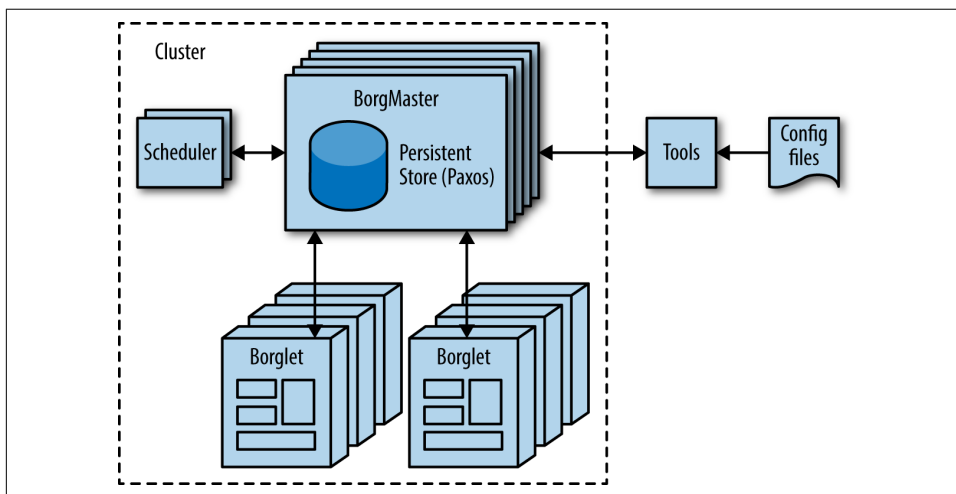 Cluster
BorgMaster
Scheduler
Persistent
Store (Paxos)
Tools
Config
files
Borglet
Borglet